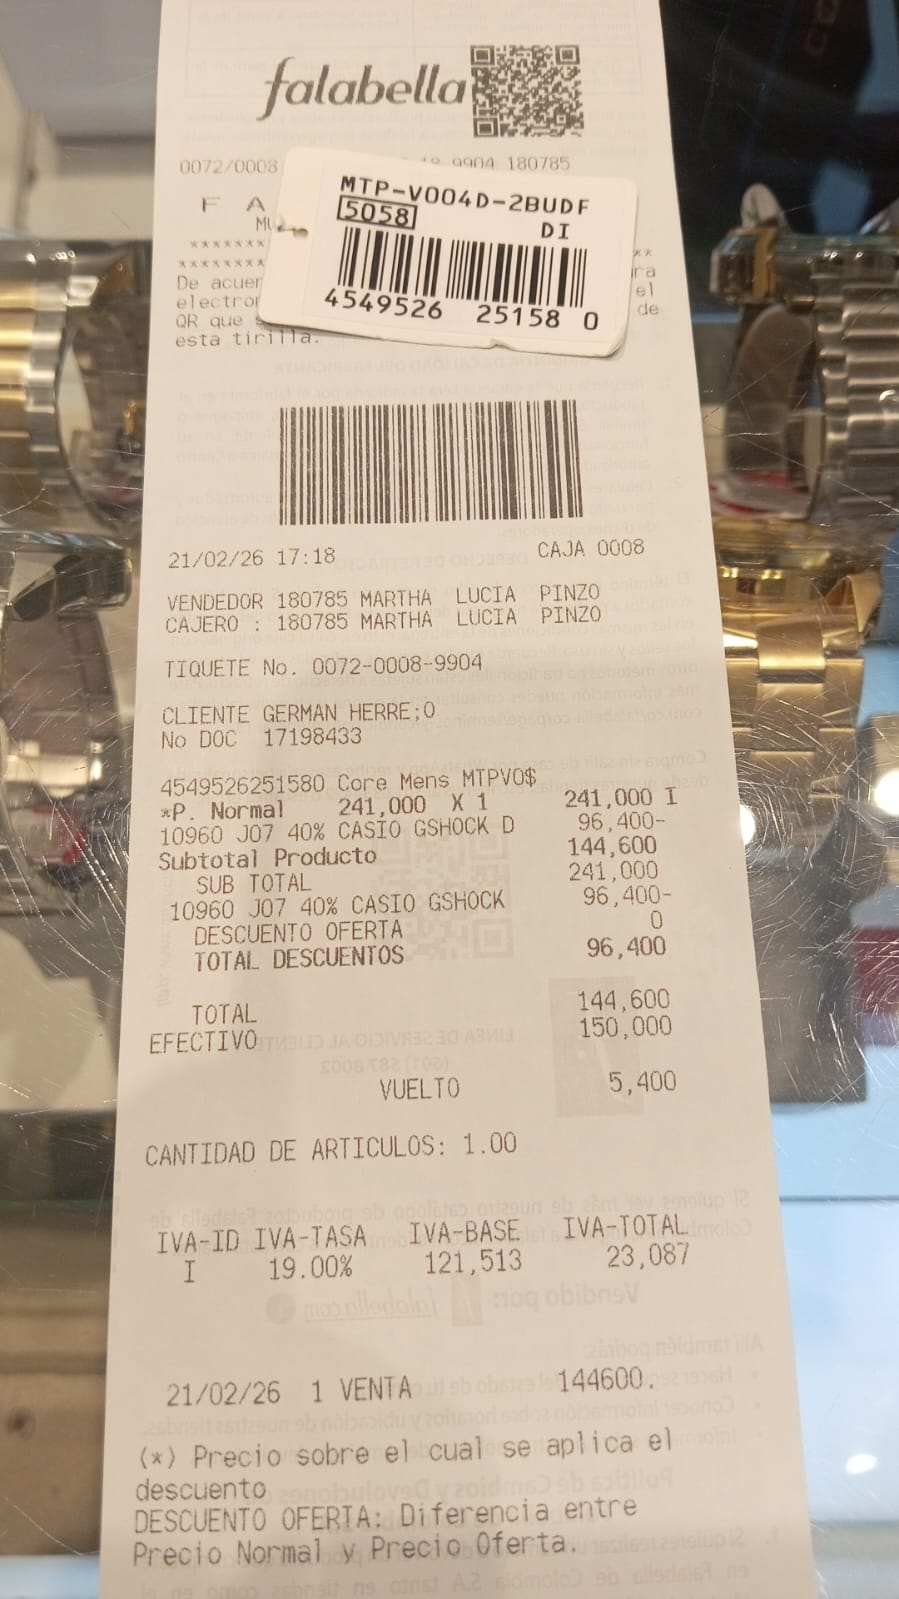 falabella
0072/0008 9904 180785
MTP-V004D-2BUDF
5058
DI
4549526 25158 0
F A
*******
********
**
De acuer
el
electron
de
QR que
esta tirilla.
21/02/26 17:18 CAJA 0008
VENDEDOR 180785 MARTHA LUCIA PINZO
CAJERO : 180785 MARTHA LUCIA PINZO
TIQUETE No. 0072-0008-9904
CLIENTE GERMAN HERRE;O
No DOC 17198433
4549526251580 Core Mens MTPV0$
*P. Normal 241,000 X 1 241,000 I
10960 J07 40% CASIO GSHOCK D 96,400-
Subtotal Producto 144,600
SUB TOTAL 241,000
10960 J07 40% CASIO GSHOCK 96,400-
DESCUENTO OFERTA 0
TOTAL DESCUENTOS 96,400
TOTAL 144,600
EFECTIVO 150,000
VUELTO 5,400
CANTIDAD DE ARTICULOS: 1.00
IVA-ID IVA-TASA IVA-BASE IVA-TOTAL
I 19.00% 121,513 23,087
21/02/26 1 VENTA 144600.
(*) Precio sobre el cual se aplica el
descuento
DESCUENTO OFERTA: Diferencia entre
Precio Normal y Precio Oferta.